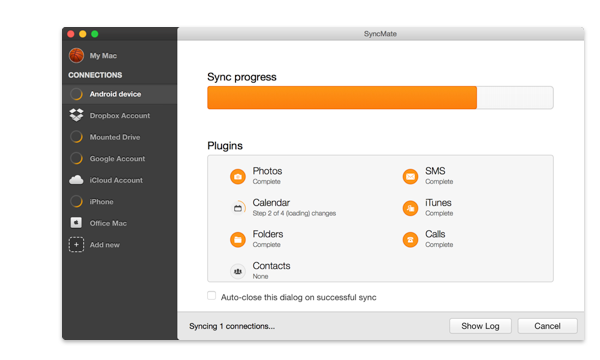 SyncMate
My Mac
CONNECTIONS
Android device
Dropbox Account
Mounted Drive
Google Account
iCloud Account
iPhone
Office Mac
Add new
Sync progress
Plugins
Photos
Complete
SMS
Complete
Calendar
Step 2 of 4 (loading) changes
iTunes
Complete
Folders
Complete
Calls
Complete
Contacts
None
Auto-close this dialog on successful sync
Syncing 1 connections...
Show Log
Cancel